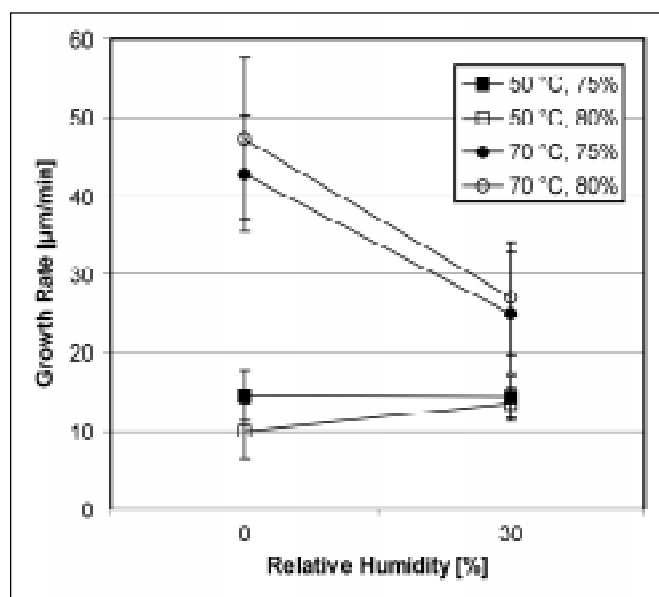 60
50
40
30
20
10
0
Growth Rate [µm/min]
50 °C, 75%
50 °C, 80%
70 °C, 75%
70 °C, 80%
0
30
Relative Humidity [%]